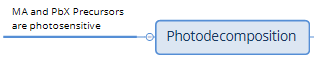 MA and PbX Precursors
are photosensitive
Photodecomposition